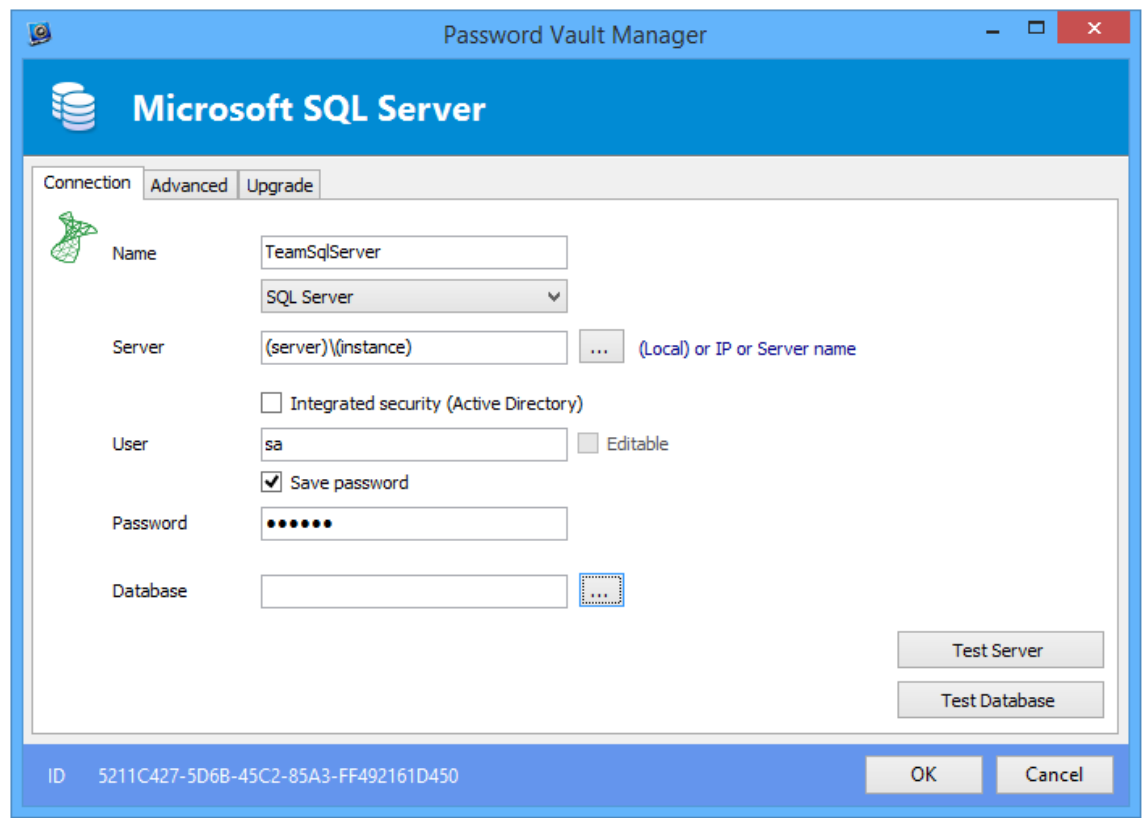 Password Vault Manager
Microsoft SQL Server
Connection Advanced Upgrade
Name TeamSqlServer
SQL Server
Server (server)\(instance) ... (Local) or IP or Server name
Integrated security (Active Directory)
User sa Editable
Save password
Password ••••••
Database ...
Test Server
Test Database
ID 5211C427-5D6B-45C2-85A3-FF492161D450 OK Cancel